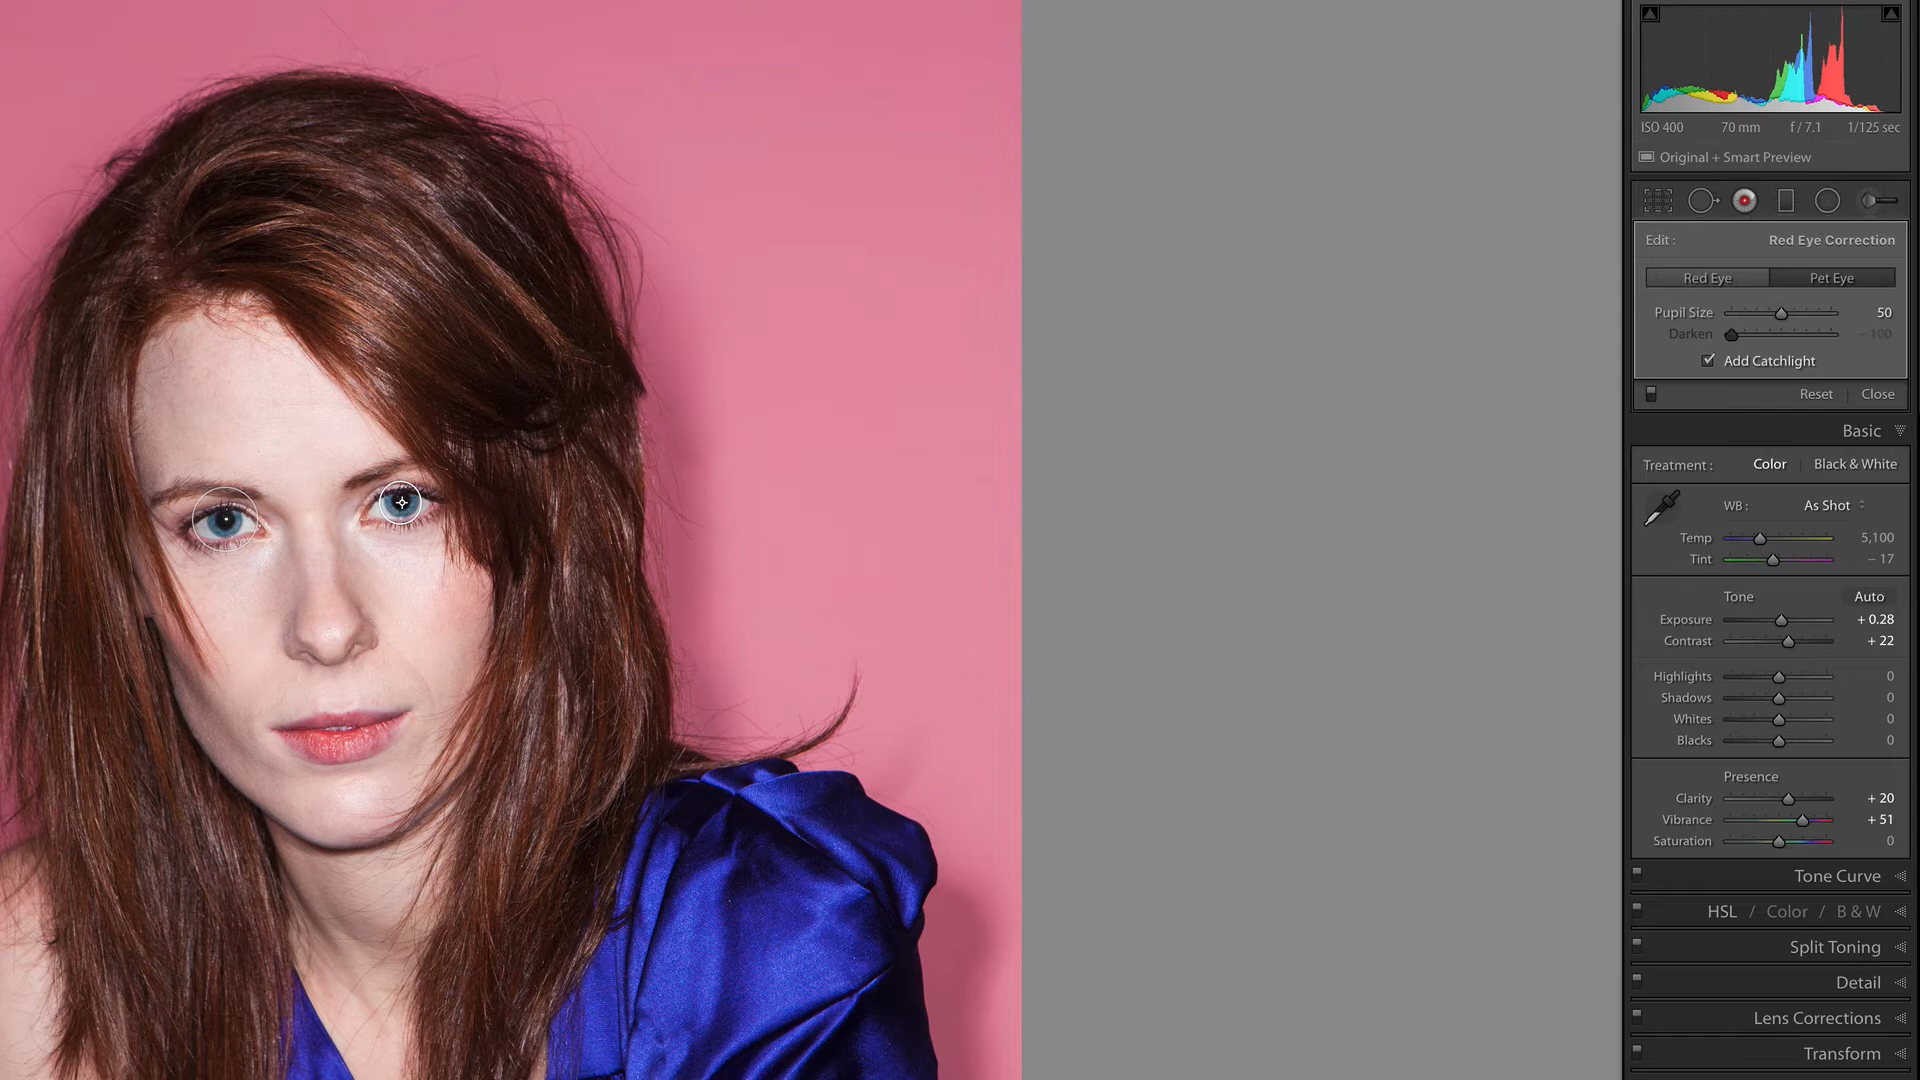 ISO 400 70 mm f / 7.1 1/125 sec
Original + Smart Preview
Edit : Red Eye Correction
Red Eye Pet Eye
Pupil Size 50
Darken – 100
Add Catchlight
Reset | Close
Basic
Treatment : Color | Black & White
WB : As Shot
Temp 5,100
Tint – 17
Tone Auto
Exposure + 0.28
Contrast + 22
Highlights 0
Shadows 0
Whites 0
Blacks 0
Presence
Clarity + 20
Vibrance + 51
Saturation 0
Tone Curve
HSL / Color / B & W
Split Toning
Detail
Lens Corrections
Transform